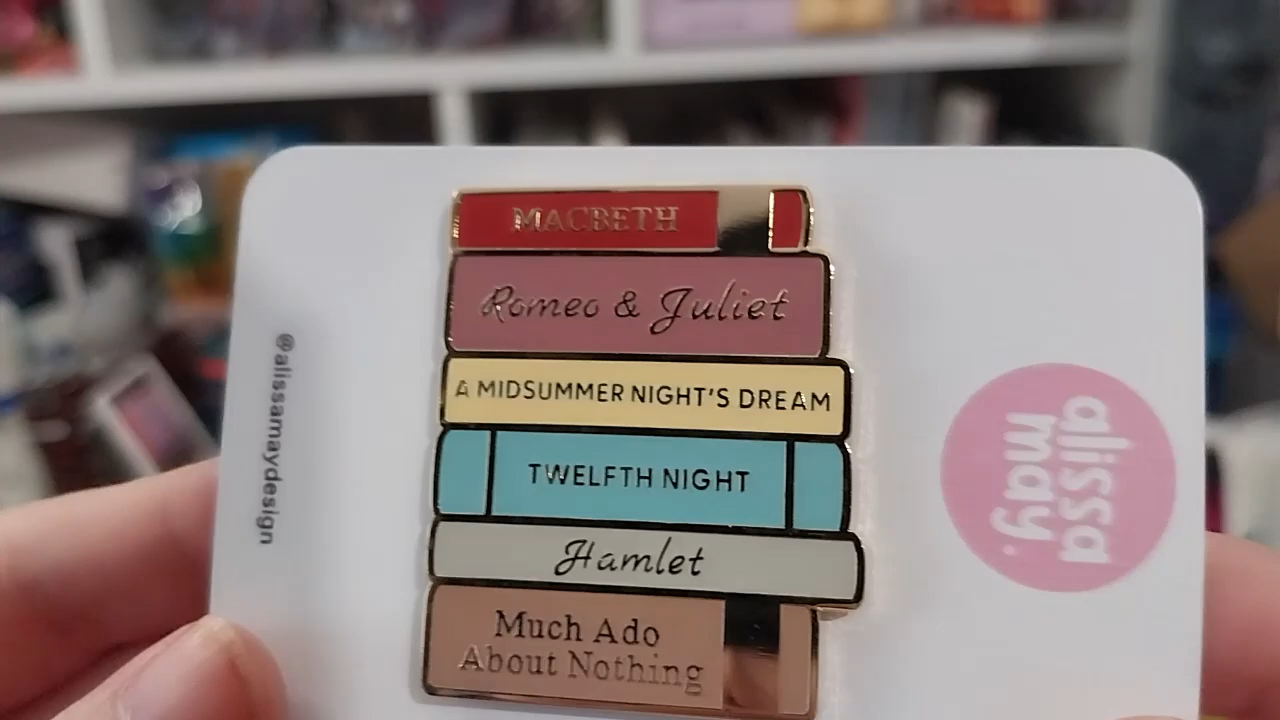 MACBETH
Romeo & Juliet
A MIDSUMMER NIGHT'S DREAM
TWELFTH NIGHT
Hamlet
Much Ado
About Nothing
@alissamaydesign
alissa
may.